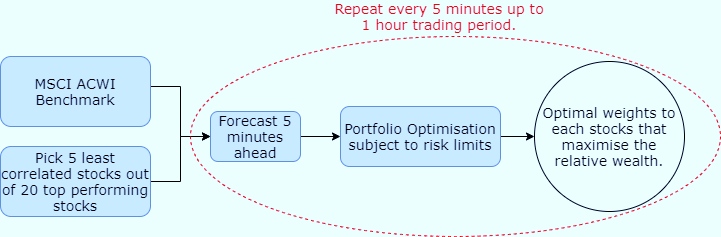 Repeat every 5 minutes up to
1 hour trading period.
MSCI ACWI
Benchmark
Pick 5 least
correlated stocks out
of 20 top performing
stocks
Forecast 5
minutes
ahead
Portfolio Optimisation
subject to risk limits
Optimal weights to
each stocks that
maximise the
relative wealth.